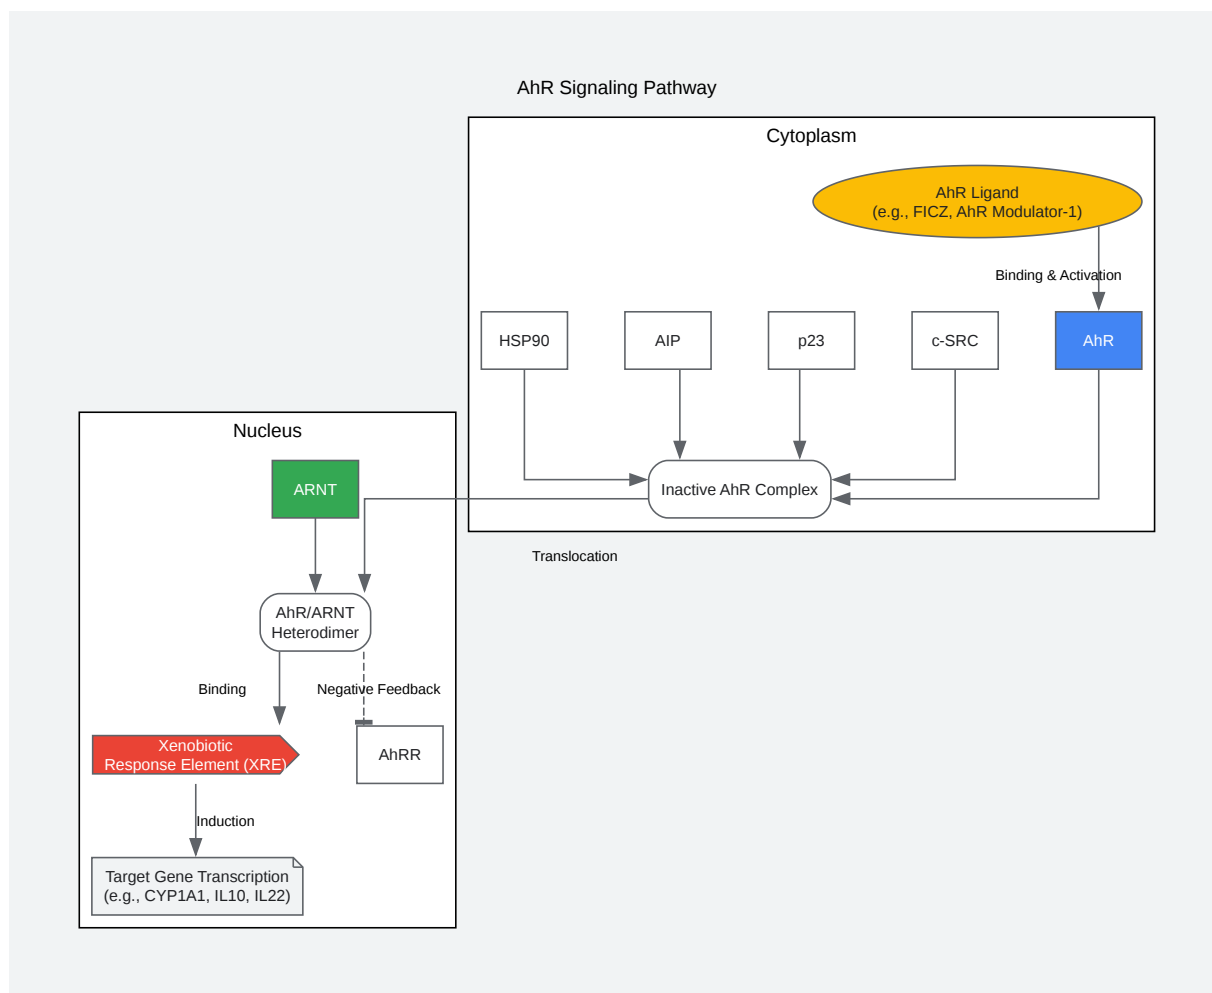 AhR Signaling Pathway
Cytoplasm
AhR Ligand
(e.g., FICZ, AhR Modulator-1)
Binding & Activation
HSP90
AIP
p23
c-SRC
AhR
Nucleus
ARNT
Inactive AhR Complex
Translocation
AhR/ARNT
Heterodimer
Binding
Negative Feedback
Xenobiotic
Response Element (XRE)
AhRR
Induction
Target Gene Transcription
(e.g., CYP1A1, IL10, IL22)